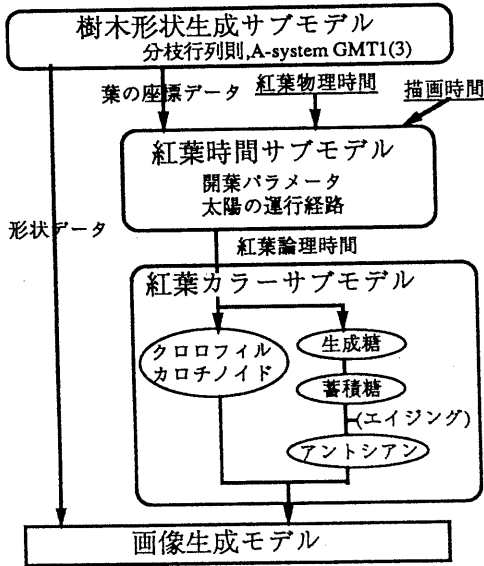 樹木形状生成サブモデル
分枝行列則,A-system GMT1(3)
葉の座標データ
紅葉物理時間
描画時間
紅葉時間サブモデル
開葉パラメータ
太陽の運行経路
形状データ
紅葉論理時間
紅葉カラーサブモデル
クロロフィル
カロチノイド
生成糖
蓄積糖
(エイジング)
アントシアン
画像生成モデル